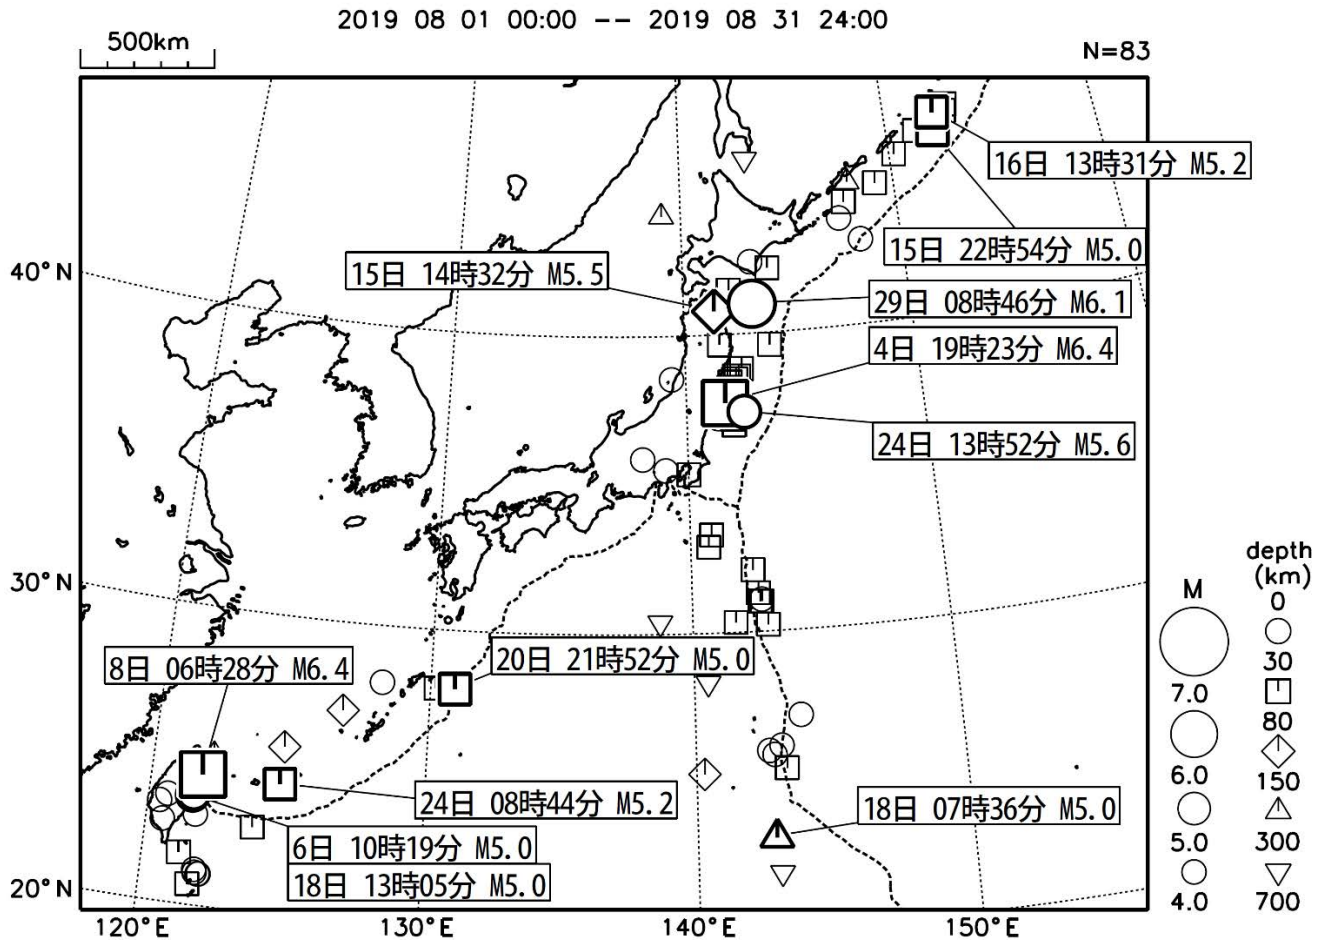 2019 08 01 00:00 -- 2019 08 31 24:00
500km
N=83
16日 13時31分 M5.2
15日 22時54分 M5.0
15日 14時32分 M5.5
40°N
29日 08時46分 M6.1
4日 19時23分 M6.4
24日 13時52分 M5.6
30°N
depth
(km)
M
0
30
20日 21時52分 M5.0
8日 06時28分 M6.4
7.0
80
6.0
150
24日 08時44分 M5.2
18日 07時36分 M5.0
6日 10時19分 M5.0
5.0
300
18日 13時05分 M5.0
20°N
4.0
700
120°E
130°E
140°E
150°E